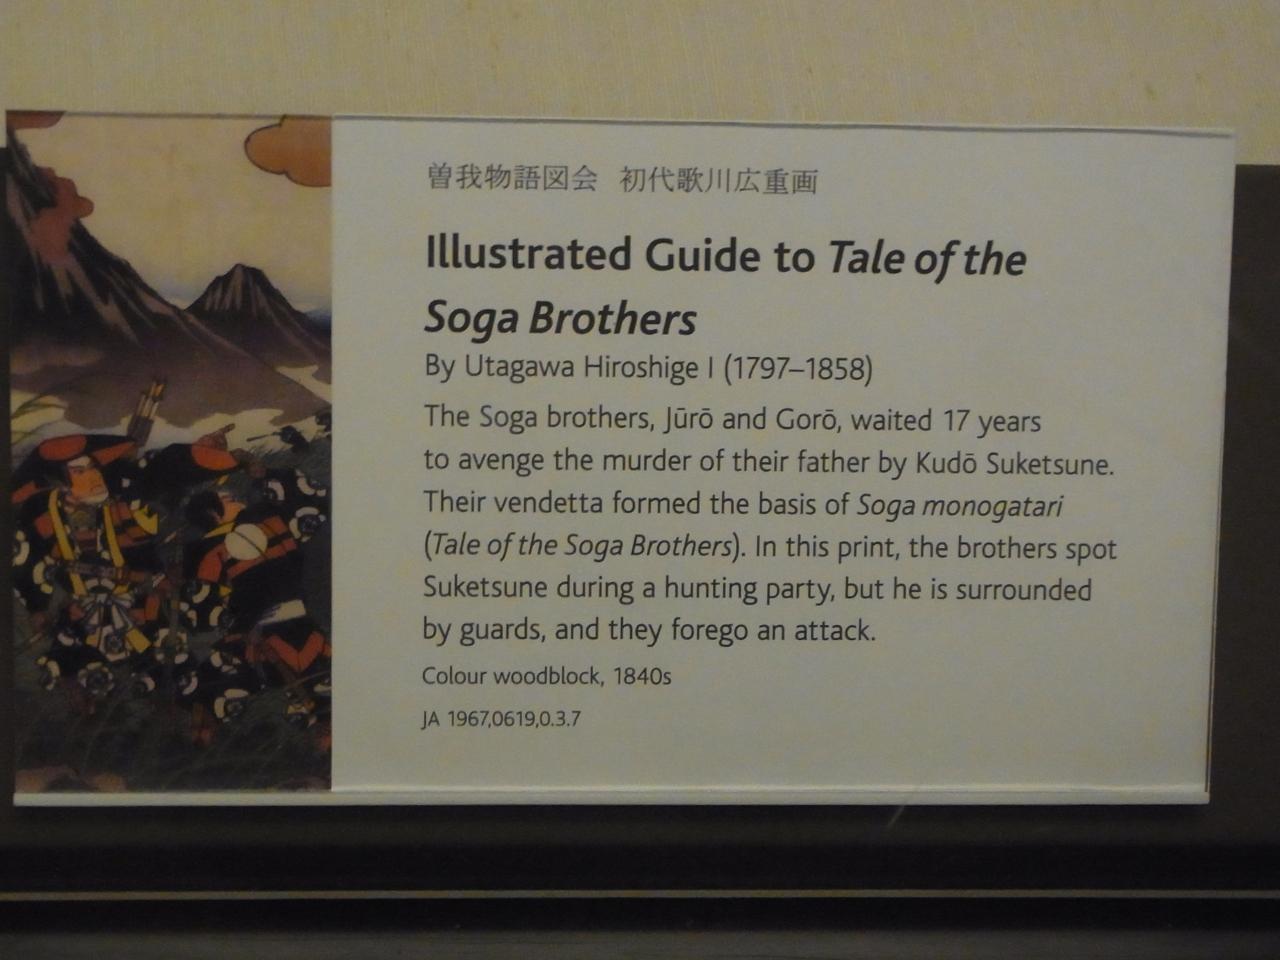 曽我物語図会 初代歌川広重画
Illustrated Guide to Tale of the
Soga Brothers
By Utagawa Hiroshige I (1797–1858)
The Soga brothers, Jūrō and Gorō, waited 17 years
to avenge the murder of their father by Kudō Suketsune.
Their vendetta formed the basis of Soga monogatari
(Tale of the Soga Brothers). In this print, the brothers spot
Suketsune during a hunting party, but he is surrounded
by guards, and they forego an attack.
Colour woodblock, 1840s
JA 1967,0619,0.3.7